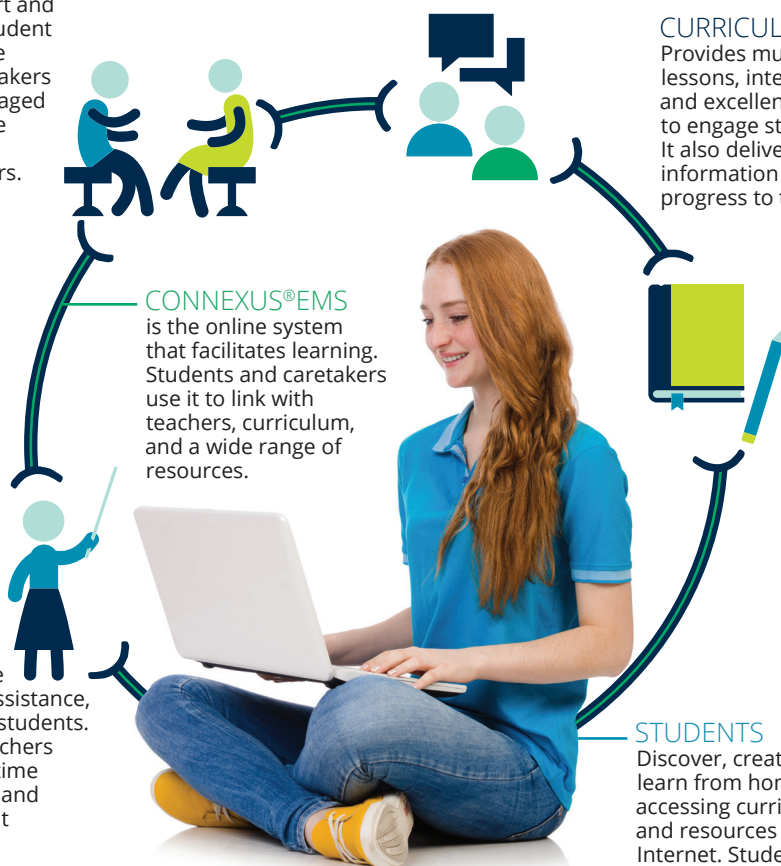 rt and
udent
e
akers
aged
e
rs.
CURRICUL
Provides mu
lessons, inte
and excellen
to engage st
It also delive
information
progress to t
CONNEXUS®EMS
is the online system
that facilitates learning.
Students and caretakers
use it to link with
teachers, curriculum,
and a wide range of
resources.
e
ssistance,
students.
chers
time
and
t
STUDENTS
Discover, creat
learn from hor
accessing curri
and resources
Internet. Stude